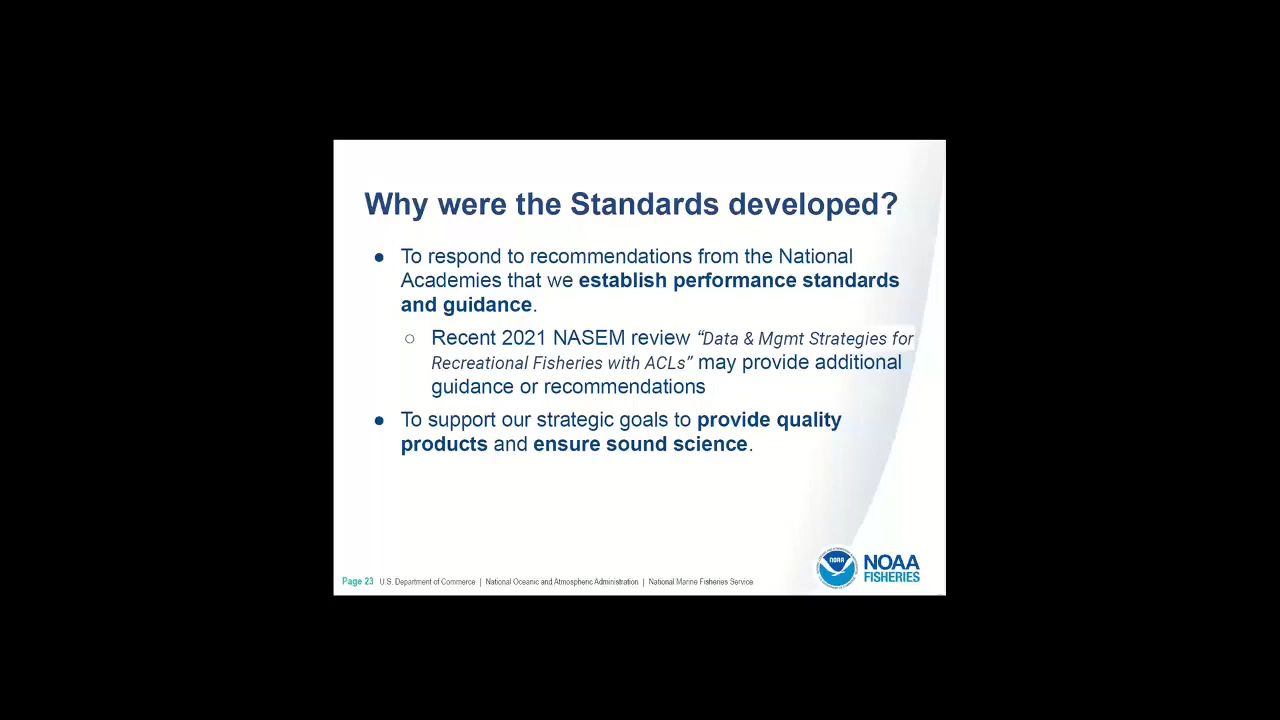 Why were the Standards developed?
● To respond to recommendations from the National
Academies that we establish performance standards
and guidance.
○ Recent 2021 NASEM review “Data & Mgmt Strategies for
Recreational Fisheries with ACLs” may provide additional
guidance or recommendations
● To support our strategic goals to provide quality
products and ensure sound science.
NOAA
NOAA
FISHERIES
Page 23 U.S. Department of Commerce | National Oceanic and Atmospheric Administration | National Marine Fisheries Service